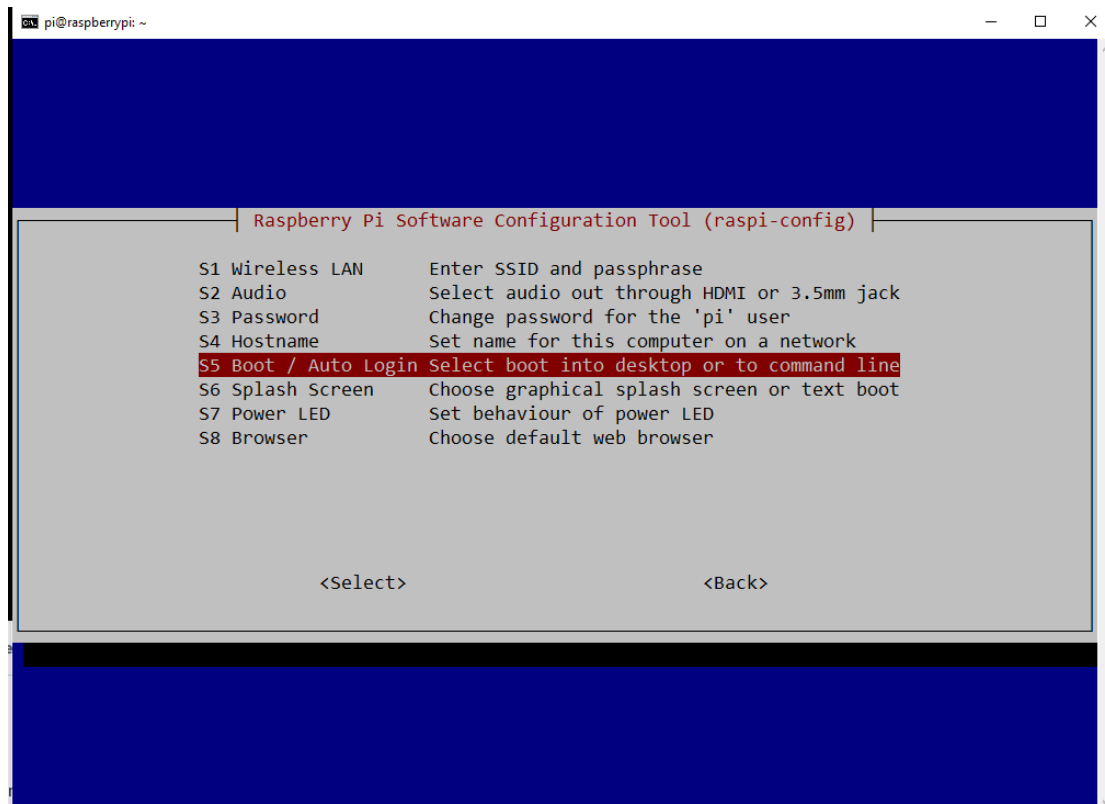 pi@raspberrypi: ~
Raspberry Pi Software Configuration Tool (raspi-config)
S1 Wireless LAN Enter SSID and passphrase
S2 Audio Select audio out through HDMI or 3.5mm jack
S3 Password Change password for the 'pi' user
S4 Hostname Set name for this computer on a network
S5 Boot / Auto Login Select boot into desktop or to command line
S6 Splash Screen Choose graphical splash screen or text boot
S7 Power LED Set behaviour of power LED
S8 Browser Choose default web browser
<Select> <Back>